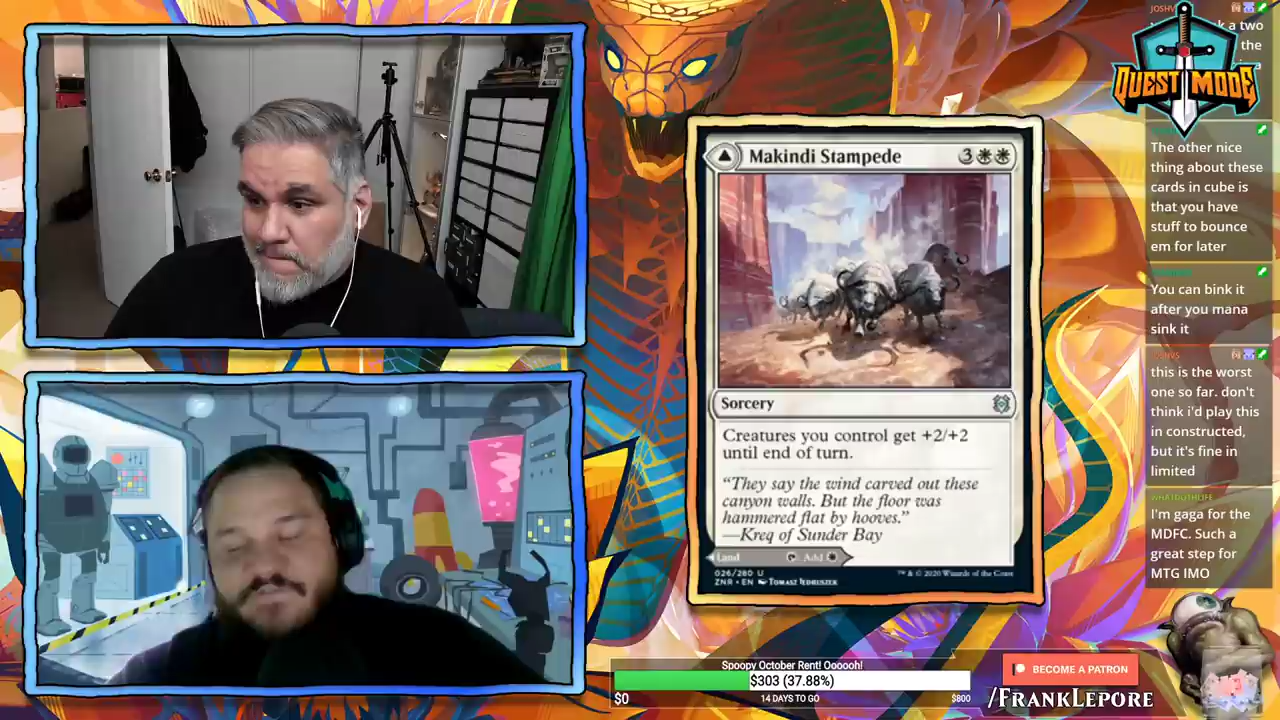 Makindi Stampede 3
Sorcery
Creatures you control get +2/+2
until end of turn.
“They say the wind carved out these
canyon walls. But the floor was
hammered flat by hooves.”
—Kreq of Sunder Bay
Land : Add
026/280 U
ZNR • EN Tomasz Jedruszek
™ & © 2020 Wizards of the Coast
QUEST MODE
k a two
the
The other nice
thing about these
cards in cube is
that you have
stuff to bounce
em for later
You can bink it
after you mana
sink it
this is the worst
one so far. don't
think i'd play this
in constructed,
but it's fine in
limited
WHATDUTHLIFE
I'm gaga for the
MDFC. Such a
great step for
MTG IMO
Spoopy October Rent! Oooooh!
$303 (37.88%)
$0 14 DAYS TO GO $800
BECOME A PATRON
/FRANKLEPORE